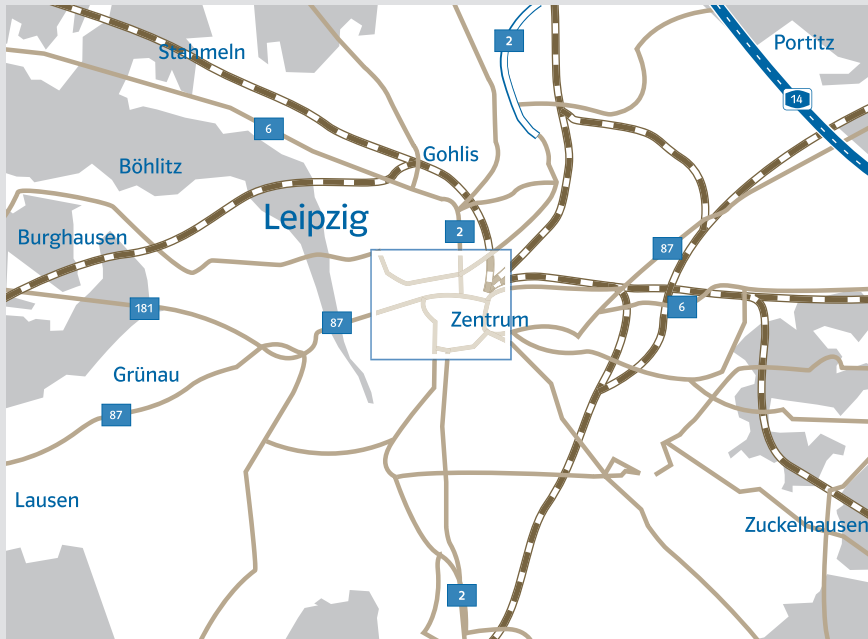 2
Portitz
Stahmeln
14
6
Gohlis
Böhlitz
Leipzig
2
Burghausen
87
181
6
87
Zentrum
Grünau
87
Lausen
Zuckelhausen
2